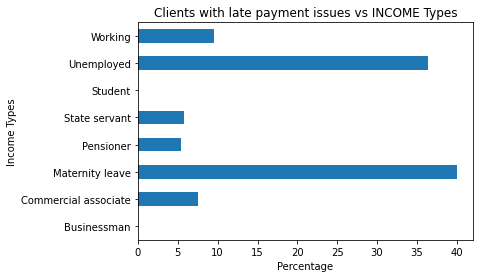 Clients with late payment issues vs INCOME Types
Working
Unemployed
Student
State servant
Pensioner
Maternity leave
Commercial associate
Businessman
Income Types
0 5 10 15 20 25 30 35 40
Percentage